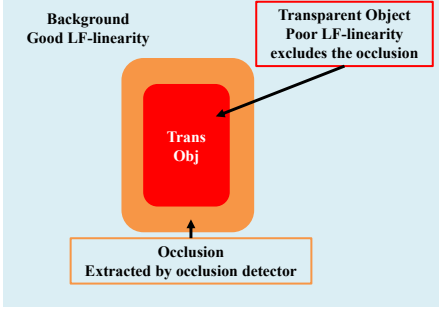 Background
Good LF-linearity
Transparent Object
Poor LF-linearity
excludes the occlusion
Trans
Obj
Occlusion
Extracted by occlusion detector